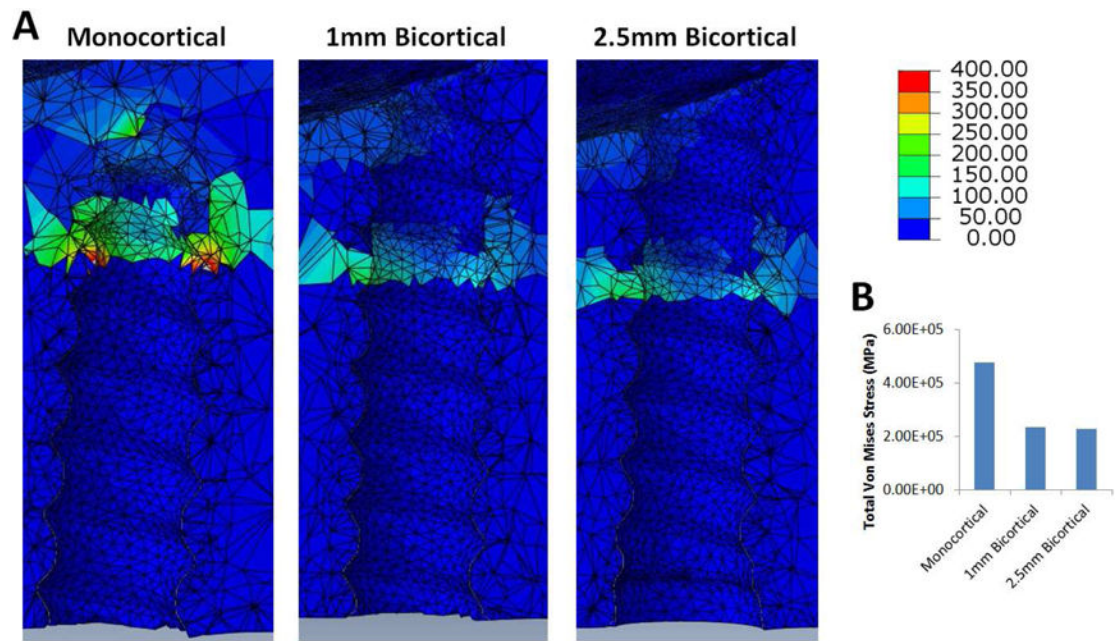 A
Monocortical
1mm Bicortical
2.5mm Bicortical
400.00
350.00
300.00
250.00
200.00
150.00
100.00
50.00
0.00
B
Total Von Mises Stress (MPa)
6.00E+05
4.00E+05
2.00E+05
0.00E+00
Monocortical
1mm Bicortical
2.5mm Bicortical